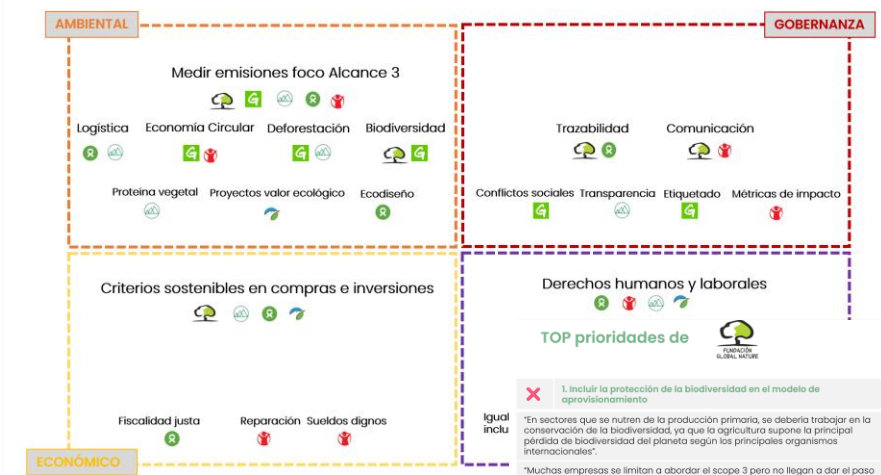 AMBIENTAL
GOBERNANZA
Medir emisiones foco Alcance 3
Logística
Economía Circular
Deforestación
Biodiversidad
Proteína vegetal
Proyectos valor ecológico
Ecodiseño
Trazabilidad
Comunicación
Conflictos sociales
Transparencia
Etiquetado
Métricas de impacto
Criterios sostenibles en compras e inversiones
Fiscalidad justa
Reparación
Sueldos dignos
ECONÓMICO
Derechos humanos y laborales
Igual
inclu
TOP prioridades de
FUNDACIÓN
GLOBAL NATURE
1. Incluir la protección de la biodiversidad en el modelo de
aprovisionamiento
"En sectores que se nutren de la producción primaria, se debería trabajar en la
conservación de la biodiversidad, ya que la agricultura supone la principal
pérdida de biodiversidad del planeta según los principales organismos
internacionales".
"Muchas empresas se limitan a abordar el scope 3 pero no llegan a dar el paso